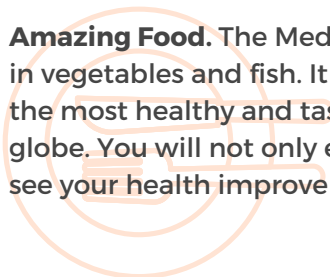 Amazing Food. The Med
in vegetables and fish. It
the most healthy and tas
globe. You will not only e
see your health improve